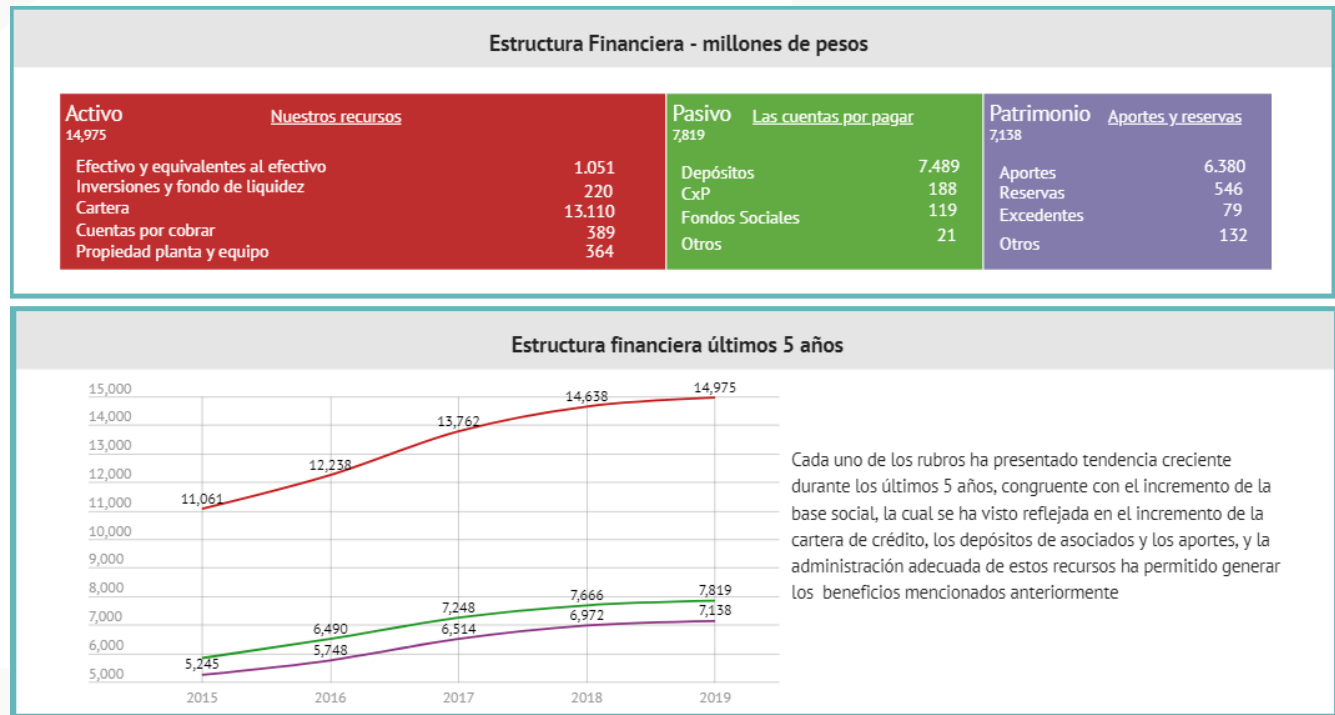 Estructura Financiera - millones de pesos
Activo Nuestros recursos
14,975
Efectivo y equivalentes al efectivo 1.051
Inversiones y fondo de liquidez 220
Cartera 13.110
Cuentas por cobrar 389
Propiedad planta y equipo 364
Pasivo Las cuentas por pagar
7,819
Depósitos 7.489
CxP 188
Fondos Sociales 119
Otros 21
Patrimonio Aportes y reservas
7,138
Aportes 6.380
Reservas 546
Excedentes 79
Otros 132
Estructura financiera últimos 5 años
15,000
14,000
13,000
12,000
11,000
10,000
9,000
8,000
7,000
6,000
5,000
11,061
12,238
13,762
14,638
14,975
6,490
7,248
7,666
7,819
5,245
5,748
6,514
6,972
7,138
2015 2016 2017 2018 2019
Cada uno de los rubros ha presentado tendencia creciente
durante los últimos 5 años, congruente con el incremento de la
base social, la cual se ha visto reflejada en el incremento de la
cartera de crédito, los depósitos de asociados y los aportes, y la
administración adecuada de estos recursos ha permitido generar
los beneficios mencionados anteriormente